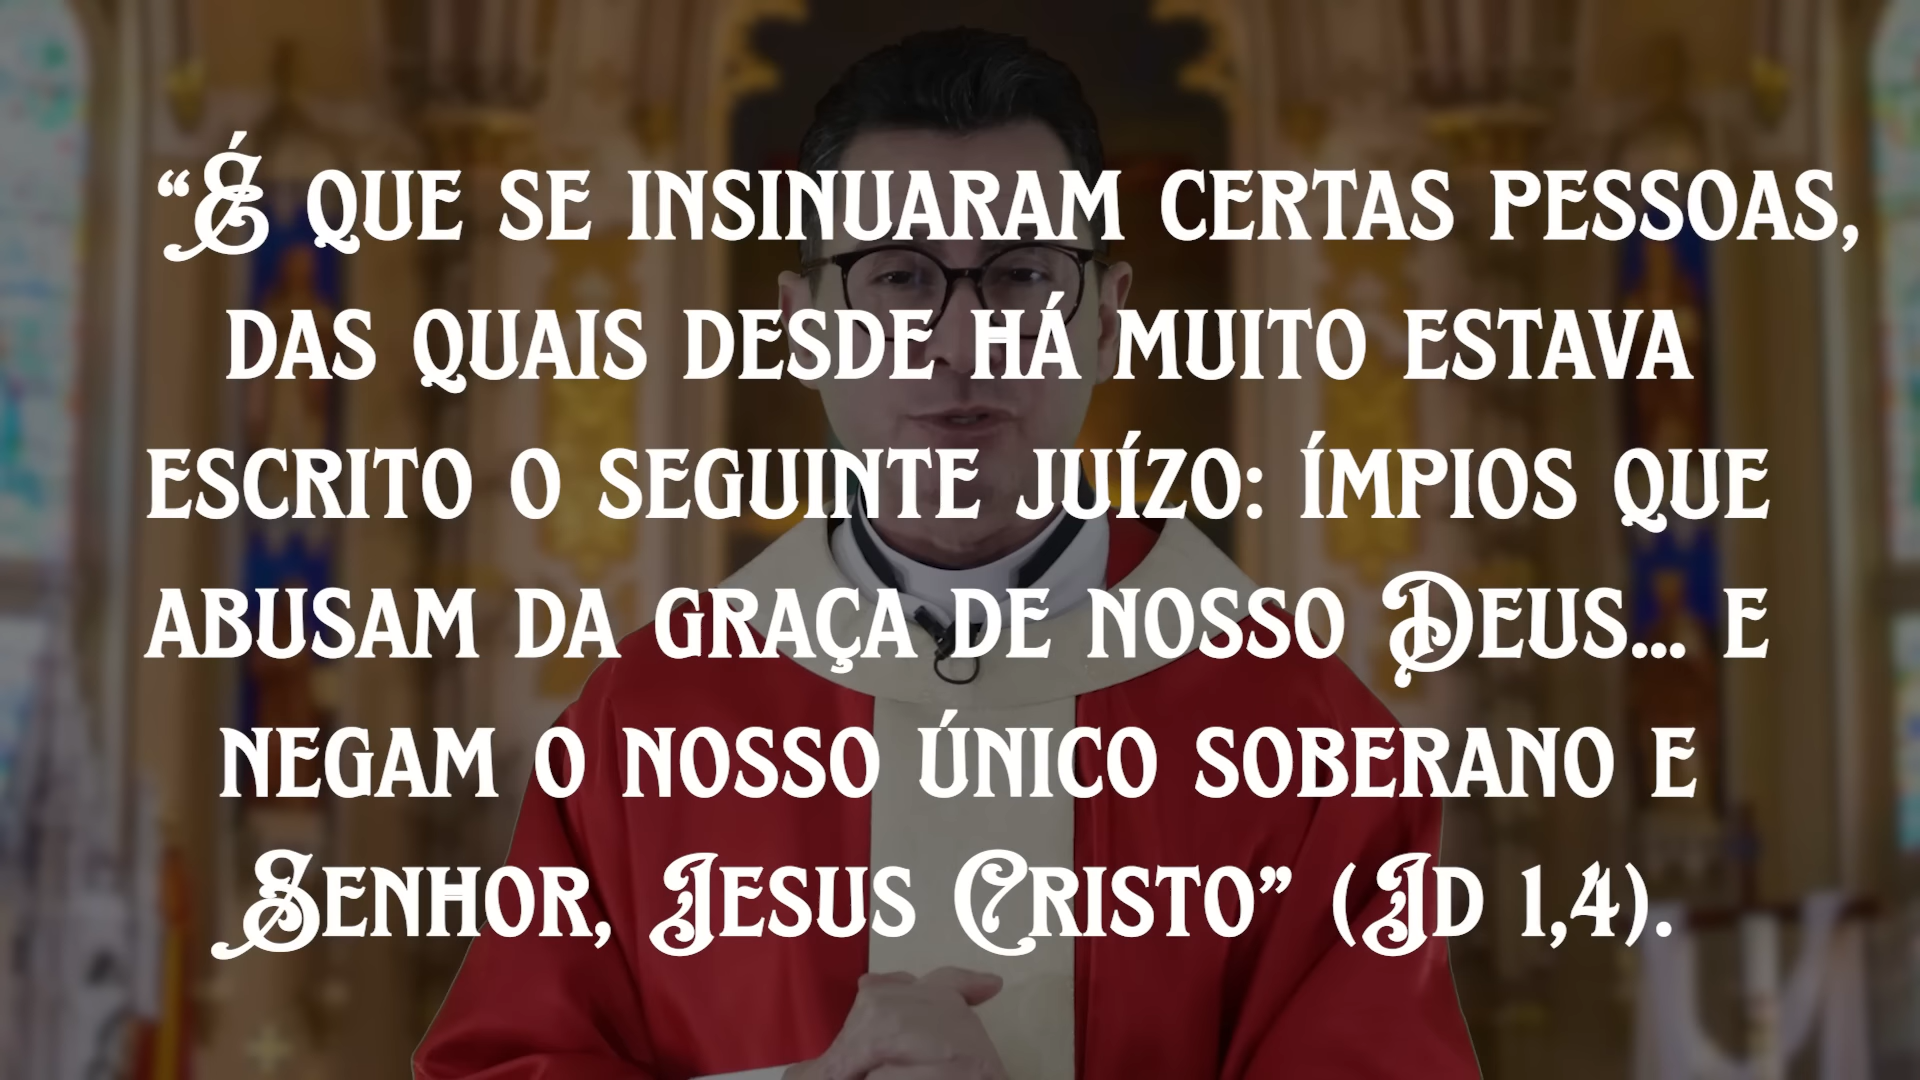 “É que se insinuaram certas pessoas,
das quais desde há muito estava
escrito o seguinte juízo: ímpios que
abusam da graça de nosso Deus... e
negam o nosso único soberano e
Senhor, Jesus Cristo” (Jd 1,4).